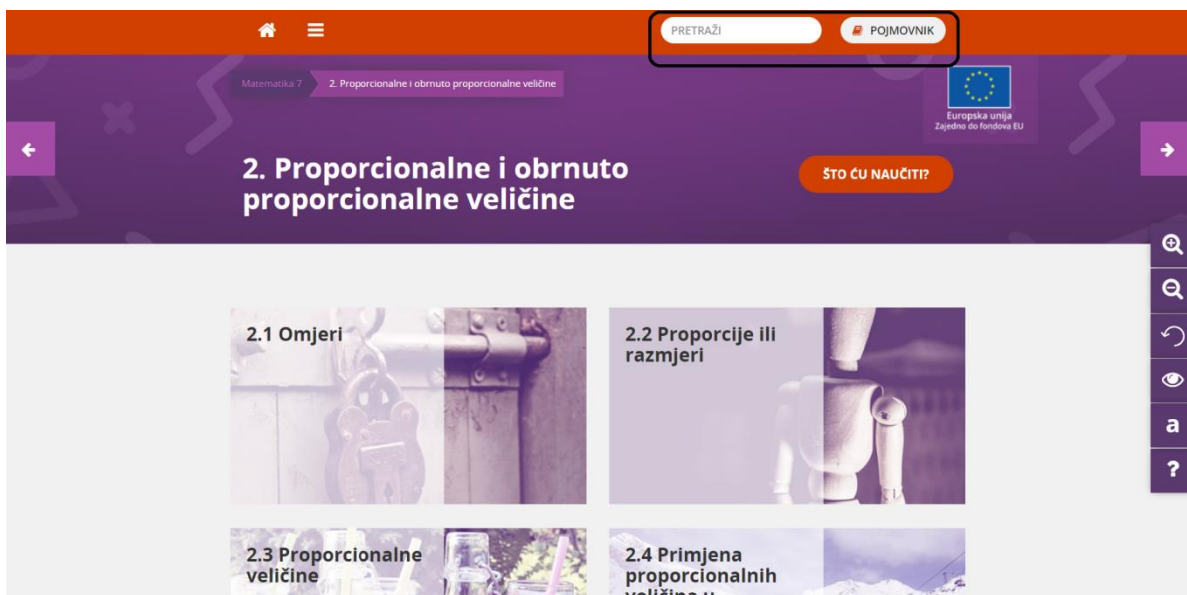 PRETRAŽI
POJMOVNIK
Matematika 7
2. Proporcionalne i obrnuto proporcionalne veličine
Europska unija
Zajedno do fondova EU
2. Proporcionalne i obrnuto
proporcionalne veličine
ŠTO ĆU NAUČITI?
a
?
2.1 Omjeri
2.2 Proporcije ili
razmjeri
2.3 Proporcionalne
veličine
2.4 Primjena
proporcionalnih
veličina u